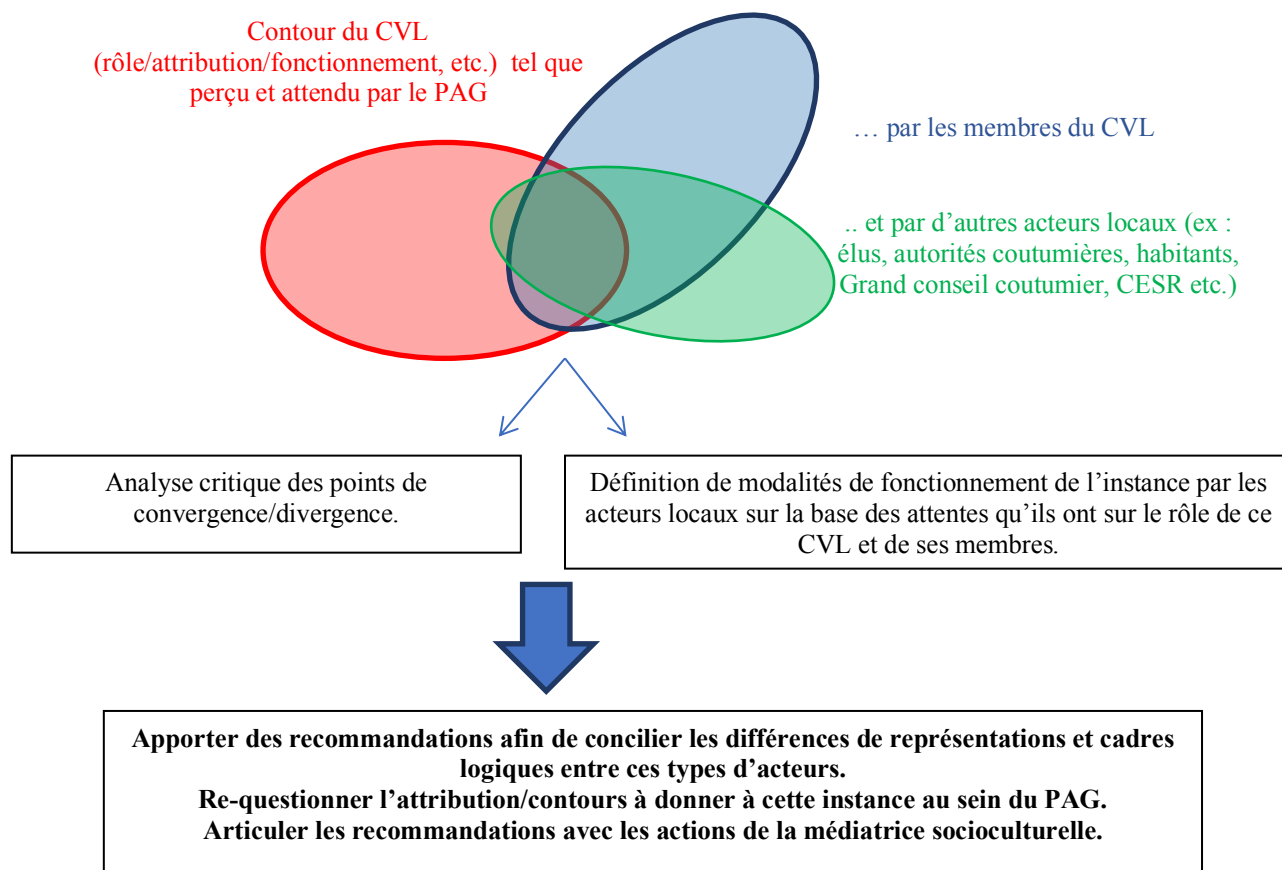 Contour du CVL
(rôle/attribution/fonctionnement, etc.) tel que
perçu et attendu par le PAG
… par les membres du CVL
.. et par d’autres acteurs locaux (ex :
élus, autorités coutumières, habitants,
Grand conseil coutumier, CESR etc.)
Analyse critique des points de
convergence/divergence.
Définition de modalités de fonctionnement de l’instance par les
acteurs locaux sur la base des attentes qu’ils ont sur le rôle de ce
CVL et de ses membres.
Apporter des recommandations afin de concilier les différences de représentations et cadres
logiques entre ces types d’acteurs.
Re-questionner l’attribution/contours à donner à cette instance au sein du PAG.
Articuler les recommandations avec les actions de la médiatrice socioculturelle.